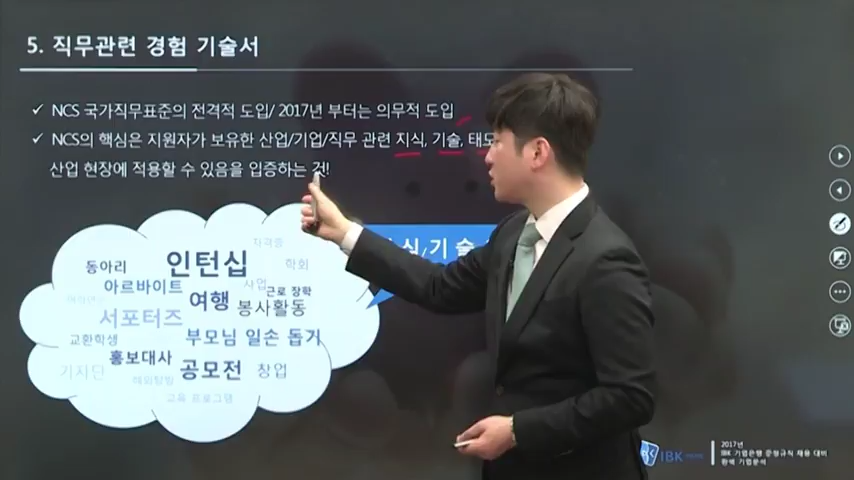 5. 직무관련 경험 기술서
✓ NCS 국가직무표준의 전격적 도입/ 2017년 부터는 의무적 도입
✓ NCS의 핵심은 지원자가 보유한 산업/기업/직무 관련 지식, 기술, 태도
산업 현장에 적용할 수 있음을 입증하는 것!
식/기술
자격증
동아리 인턴십 학회
아르바이트 사업 근로 장학
여행 봉사활동
서포터즈
교환학생 부모님 일손 돕기
홍보대사
기자단 공모전 창업
해외탐방
교육 프로그램
IBK
2017년
IBK 기업은행 준정규직 채용 대비
완벽 기업분석